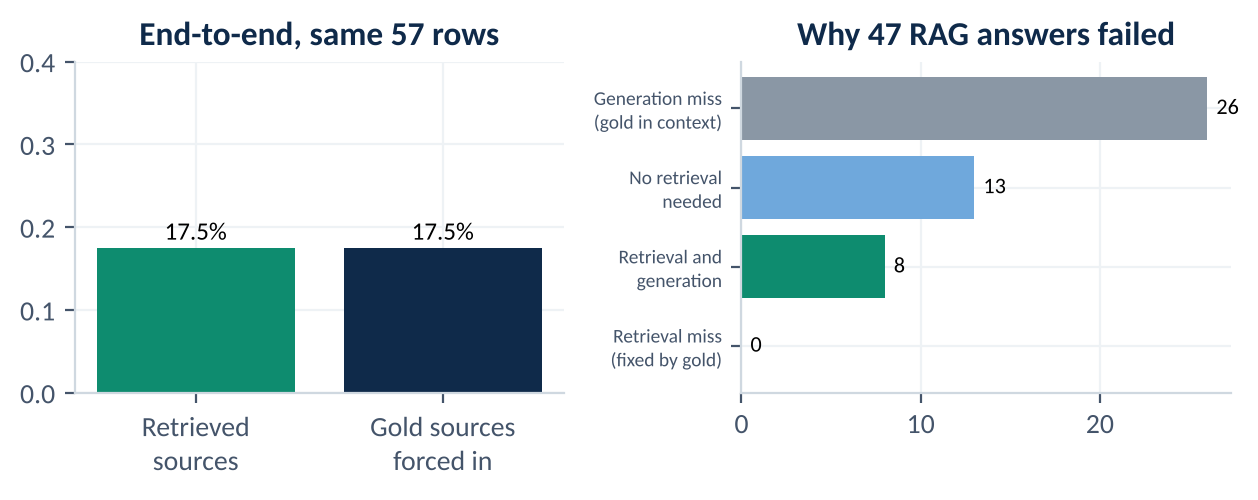 End-to-end, same 57 rows
0.4
0.3
0.2
0.1
0.0
17.5%
17.5%
Retrieved
sources
Gold sources
forced in
Why 47 RAG answers failed
Generation miss
(gold in context)
26
No retrieval
needed
13
Retrieval and
generation
8
Retrieval miss
(fixed by gold)
0
0
10
20